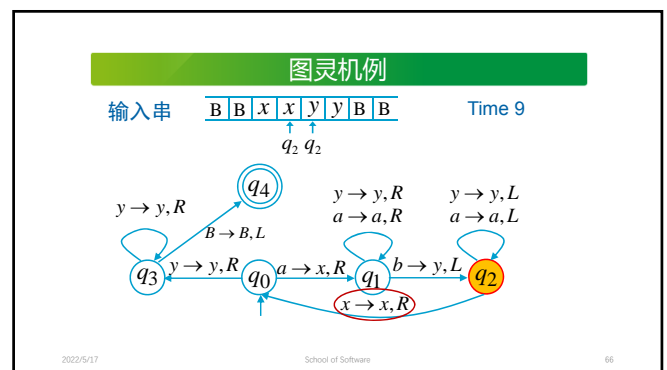 图灵机例
输入串 B B x x y y B B Time 9
q2 q2
q4
y → y, R
y → y, L
y → y, R
a → a, R
a → a, L
B → B, L
q3 y → y, R q0 a → x, R q1 b → y, L q2
x → x, R
2022/5/17 School of Software 66